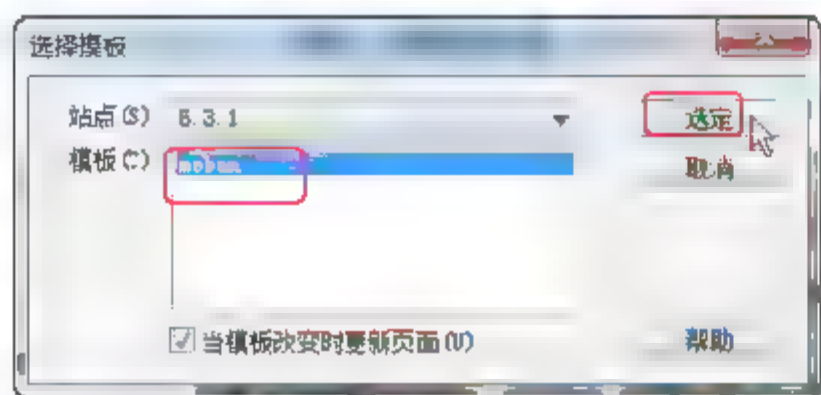 选择模板
站点(S) 6.3.1
选定
模板(T) moban
取消
当模板改变时更新页面(U)
帮助